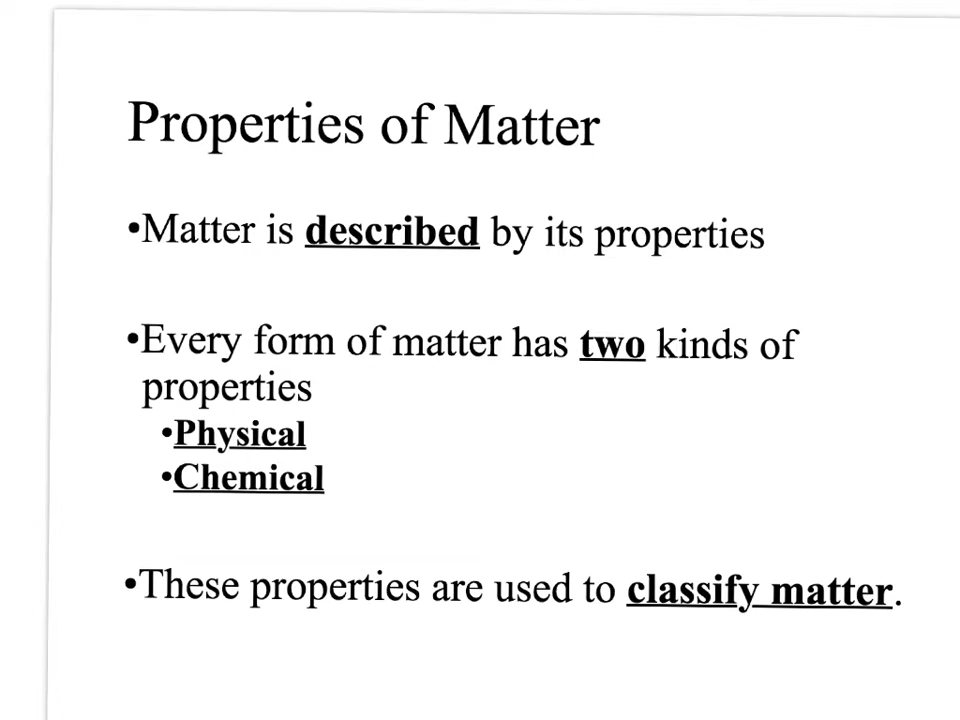 Properties of Matter
•Matter is described by its properties
•Every form of matter has two kinds of
properties
•Physical
•Chemical
•These properties are used to classify matter.